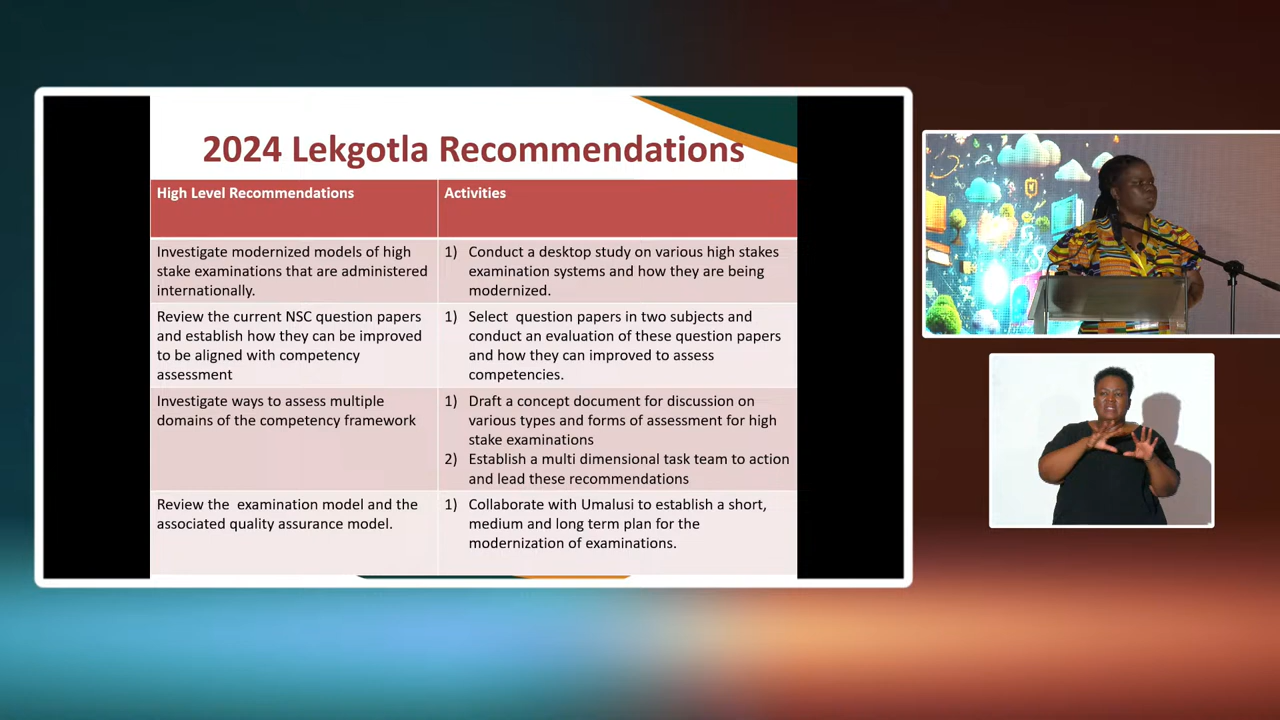 2024 Lekgotla Recommendations
High Level Recommendations
Activities
Investigate modernized models of high
stake examinations that are administered
internationally.
1) Conduct a desktop study on various high stakes
examination systems and how they are being
modernized.
Review the current NSC question papers
and establish how they can be improved
to be aligned with competency
assessment
1) Select question papers in two subjects and
conduct an evaluation of these question papers
and how they can improved to assess
competencies.
Investigate ways to assess multiple
domains of the competency framework
1) Draft a concept document for discussion on
various types and forms of assessment for high
stake examinations
2) Establish a multi dimensional task team to action
and lead these recommendations
Review the examination model and the
associated quality assurance model.
1) Collaborate with Umalusi to establish a short,
medium and long term plan for the
modernization of examinations.